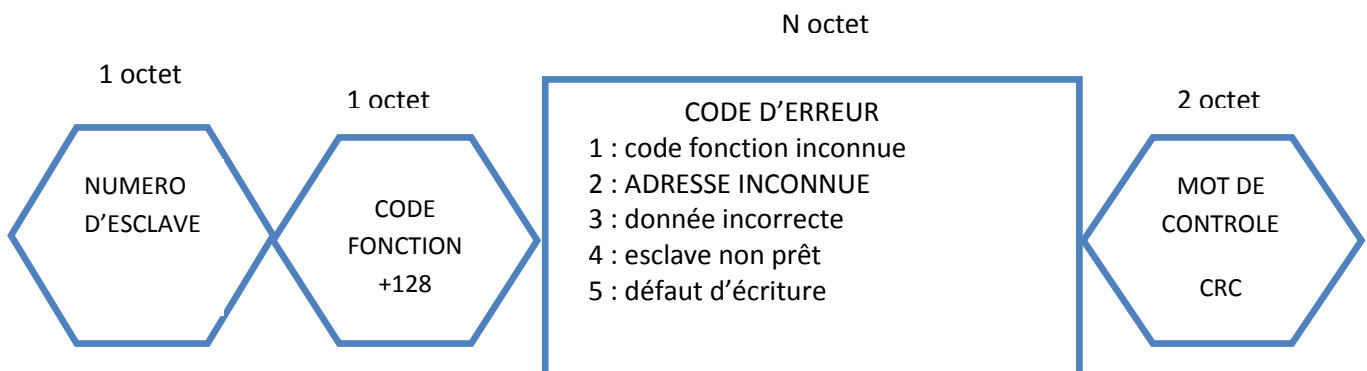 N octet
1 octet
1 octet
2 octet
NUMERO
D'ESCLAVE
CODE
FONCTION
+128
CODE D'ERREUR
1 : code fonction inconnue
2 : ADRESSE INCONNUE
3 : donnée incorrecte
4 : esclave non prêt
5 : défaut d'écriture
MOT DE
CONTROLE
CRC